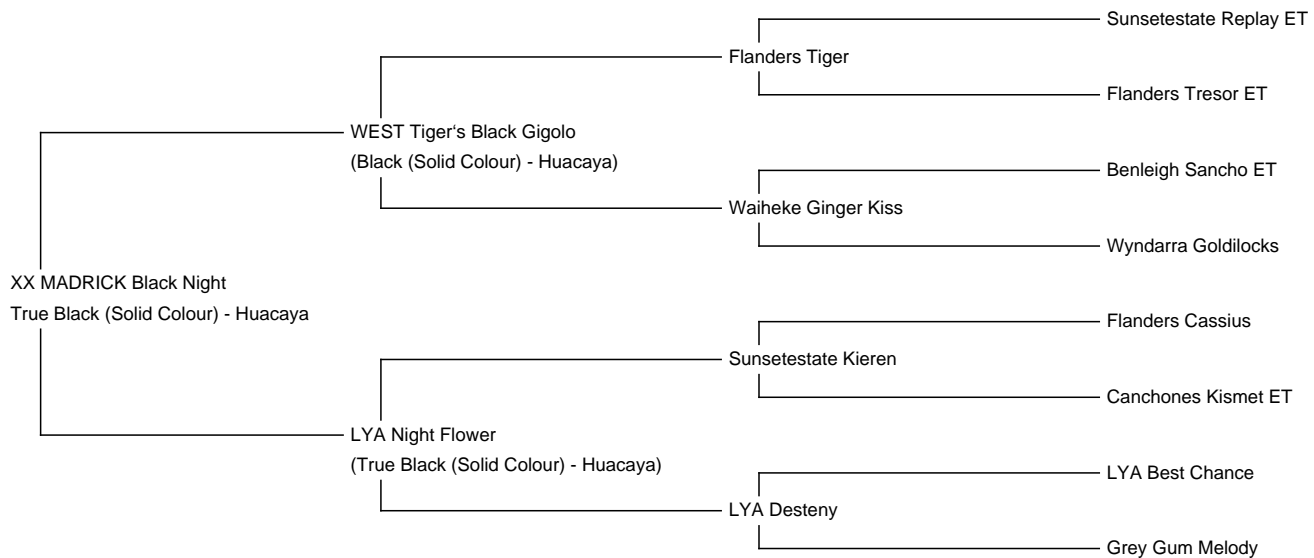 Sunsetestate Replay ET
Flanders Tiger
Flanders Tresor ET
WEST Tiger‘s Black Gigolo
(Black (Solid Colour) - Huacaya)
Benleigh Sancho ET
Waiheke Ginger Kiss
Wyndarra Goldilocks
XX MADRICK Black Night
True Black (Solid Colour) - Huacaya
Flanders Cassius
Sunsetestate Kieren
Canchones Kismet ET
LYA Night Flower
(True Black (Solid Colour) - Huacaya)
LYA Best Chance
LYA Desteny
Grey Gum Melody